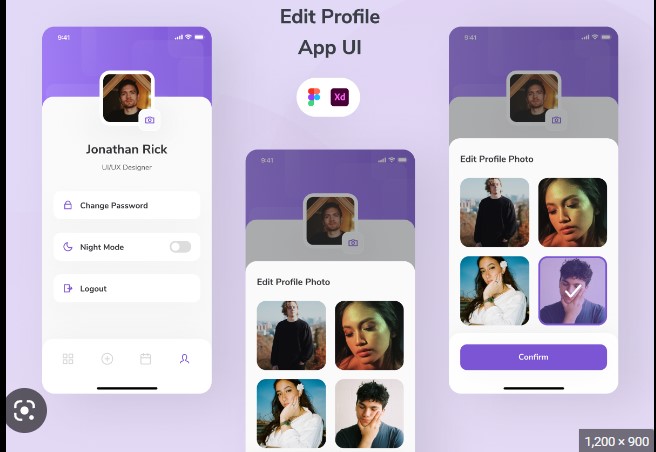 Edit Profile
App UI
Xd
9:41
Jonathan Rick
UI/UX Designer
Change Password
Night Mode
Logout
9:41
Edit Profile Photo
9:41
Edit Profile Photo
Confirm
1,200 × 900